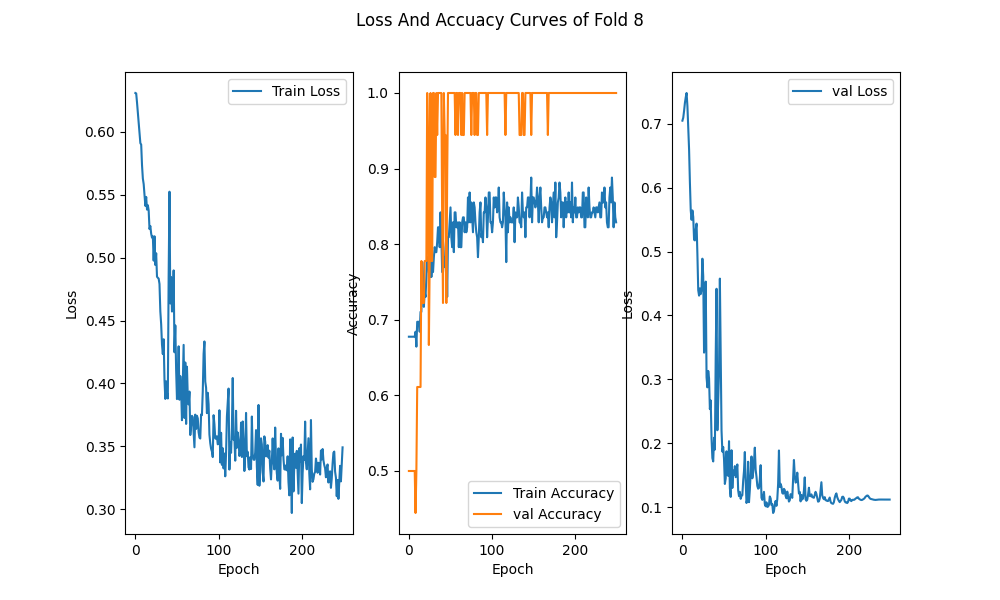 Loss And Accuacy Curves of Fold 8
Train Loss
0.60
0.55
0.50
0.45
0.40
0.35
0.30
Loss
0
100
200
Epoch
1.0
0.9
0.8
0.7
0.6
0.5
Accuracy
Train Accuracy
val Accuracy
0
100
200
Epoch
val Loss
0.7
0.6
0.5
0.4
0.3
0.2
0.1
Loss
0
100
200
Epoch